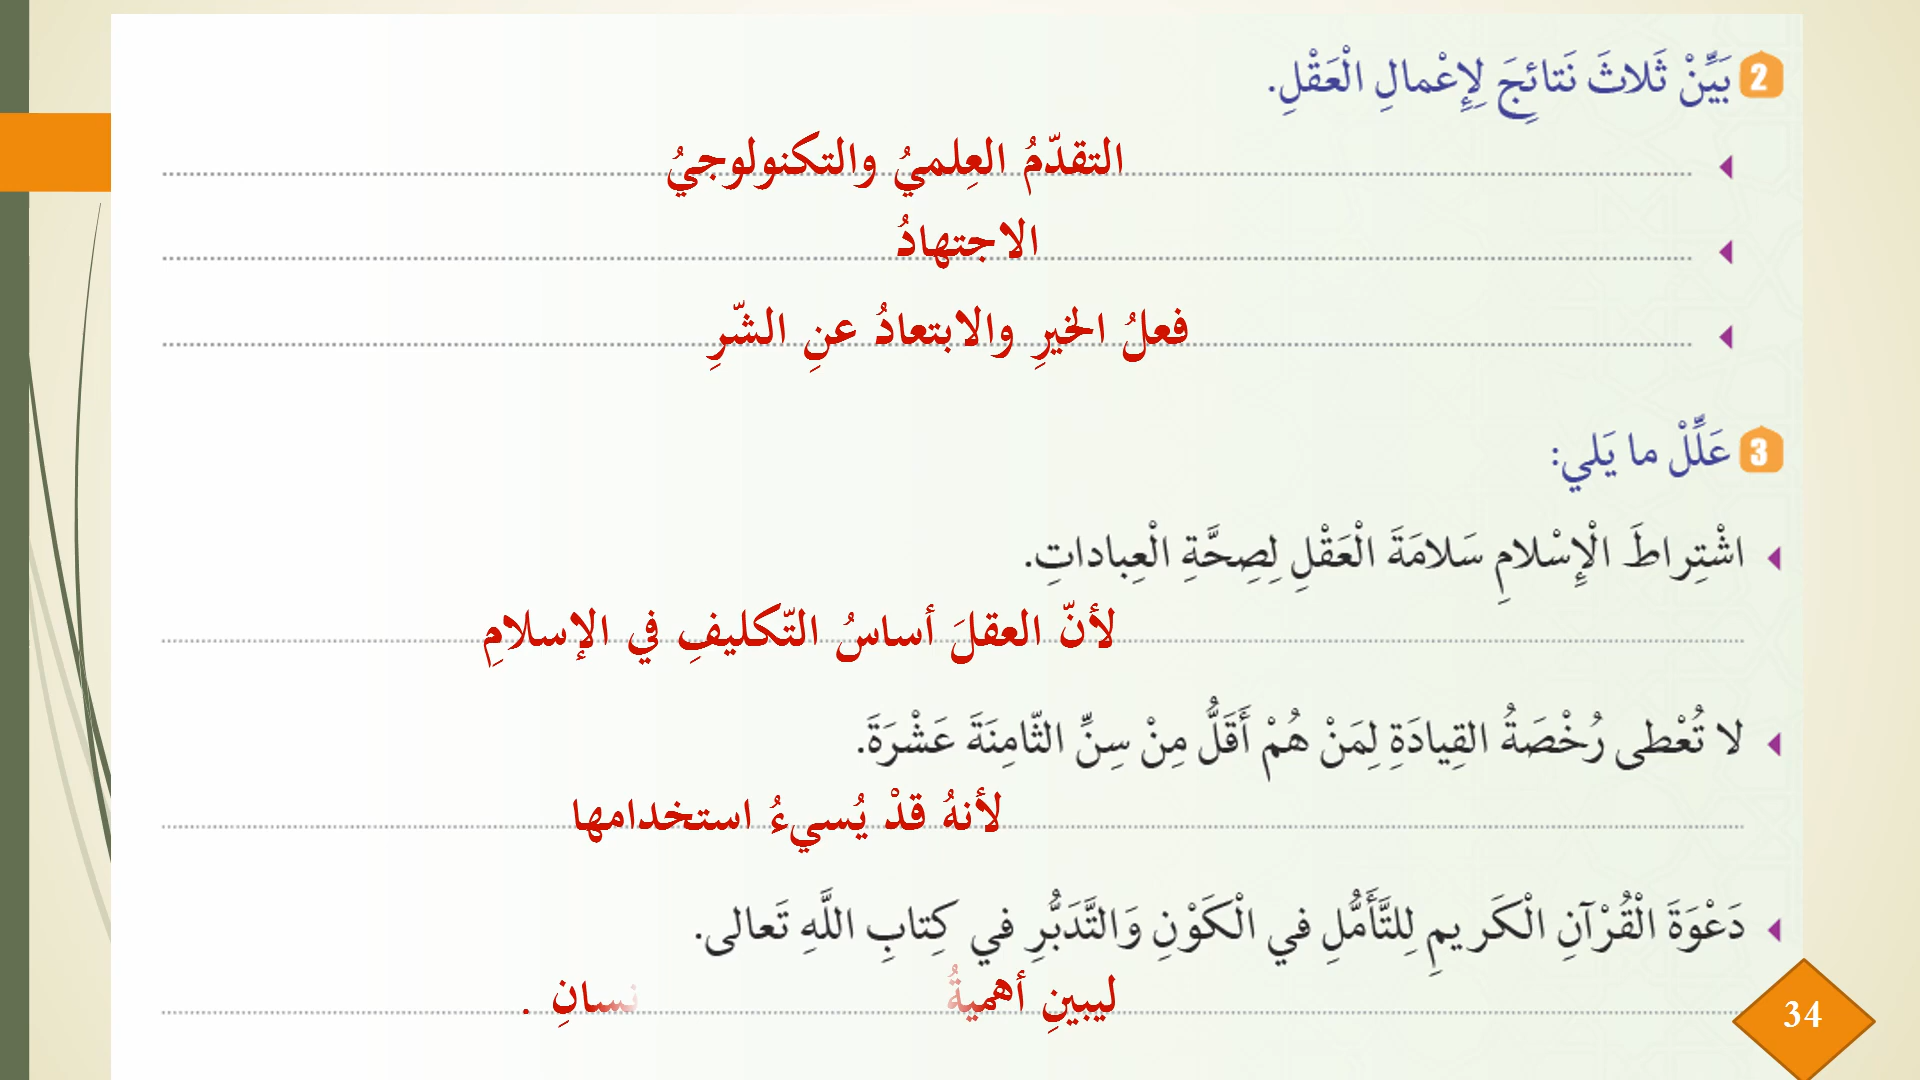 2 بَيِّنْ ثَلاثَ نَتائِجَ لِإِعْمالِ الْعَقْلِ.
التقدّمُ العِلميُ والتكنولوجيُ
الاجتهادُ
فعلُ الخيرِ والابتعادُ عنِ الشّرِ
3 عَلِّلْ ما يَلي:
اشْتِراطَ الْإِسْلامِ سَلامَةَ الْعَقْلِ لِصِحَّةِ الْعِباداتِ.
لأنّ العقلَ أساسُ التّكليفِ في الإسلامِ
لا تُعْطى رُخْصَةُ القِيادَةِ لِمَنْ هُمْ أَقَلُّ مِنْ سِنِّ الثّامِنَةَ عَشْرَةَ.
لأنهُ قدْ يُسيءُ استخدامها
دَعْوَةَ الْقُرْآنِ الْكَريمِ لِلتَّأَمُّلِ في الْكَوْنِ وَالتَّدَبُّرِ في كِتابِ اللَّهِ تَعالى.
ليبينِ أهميةُ
34